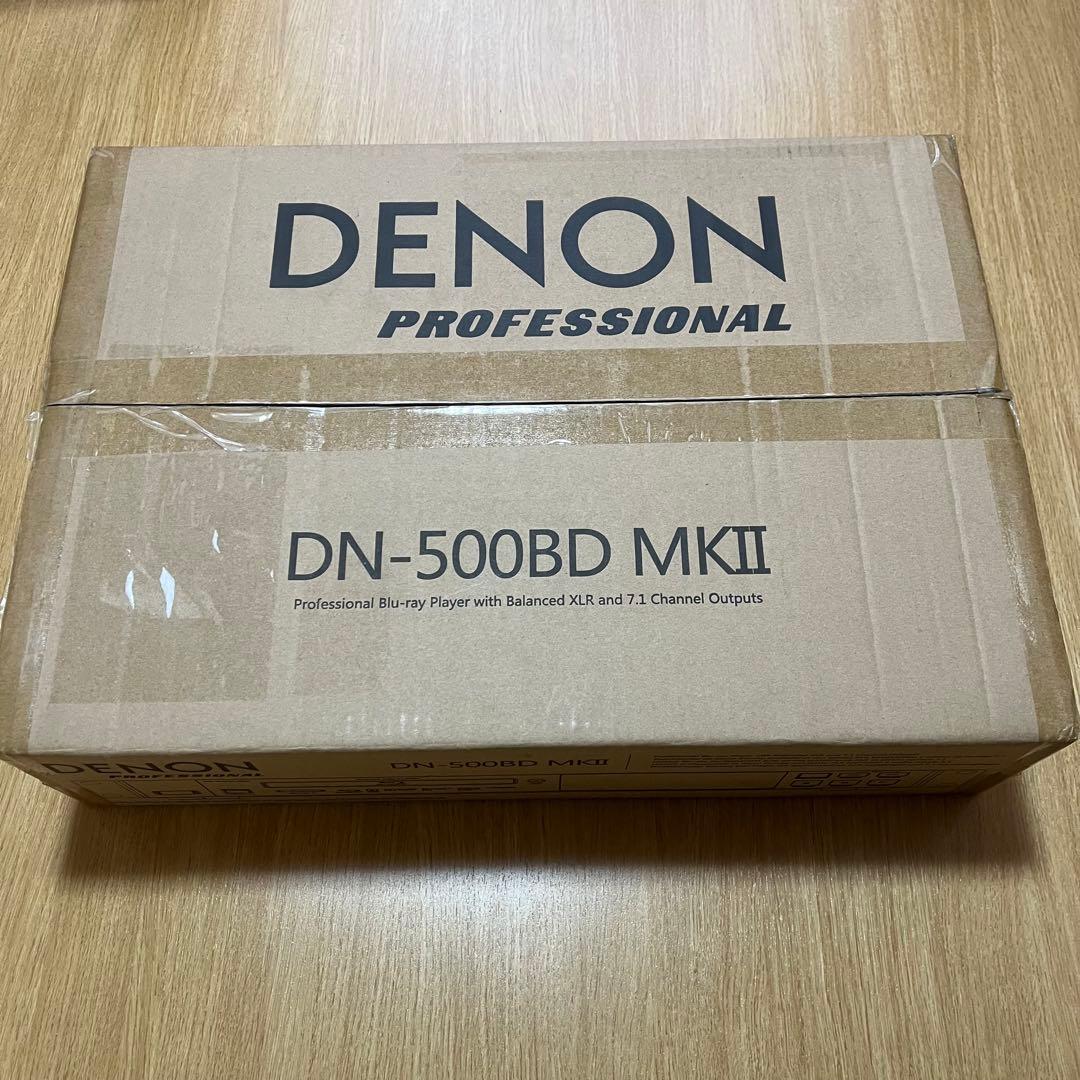 DENON
PROFESSIONAL
DN-500BD MKII
Professional Blu-ray Player with Balanced XLR and 7.1 Channel Outputs
DENON
PROFESSIONAL
DN-500BD MKII